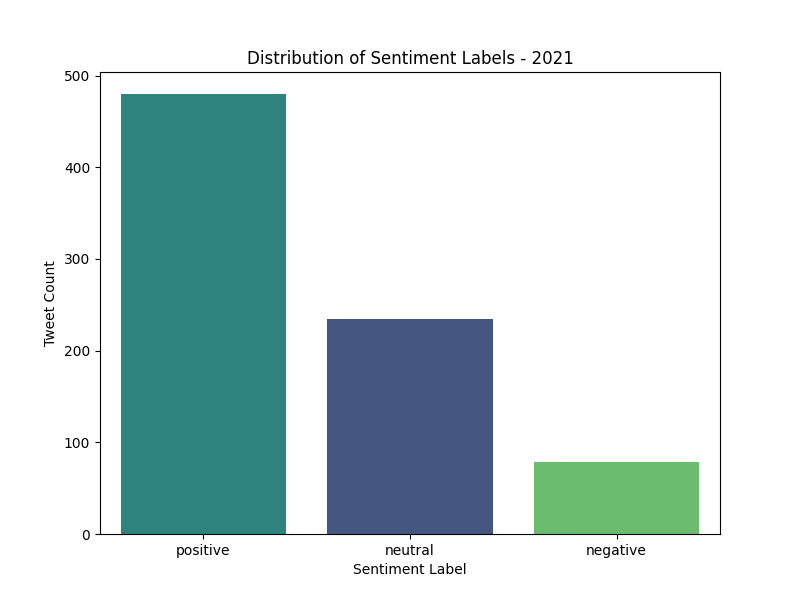 Distribution of Sentiment Labels - 2021
500
400
300
200
100
0
Tweet Count
positive neutral negative
Sentiment Label